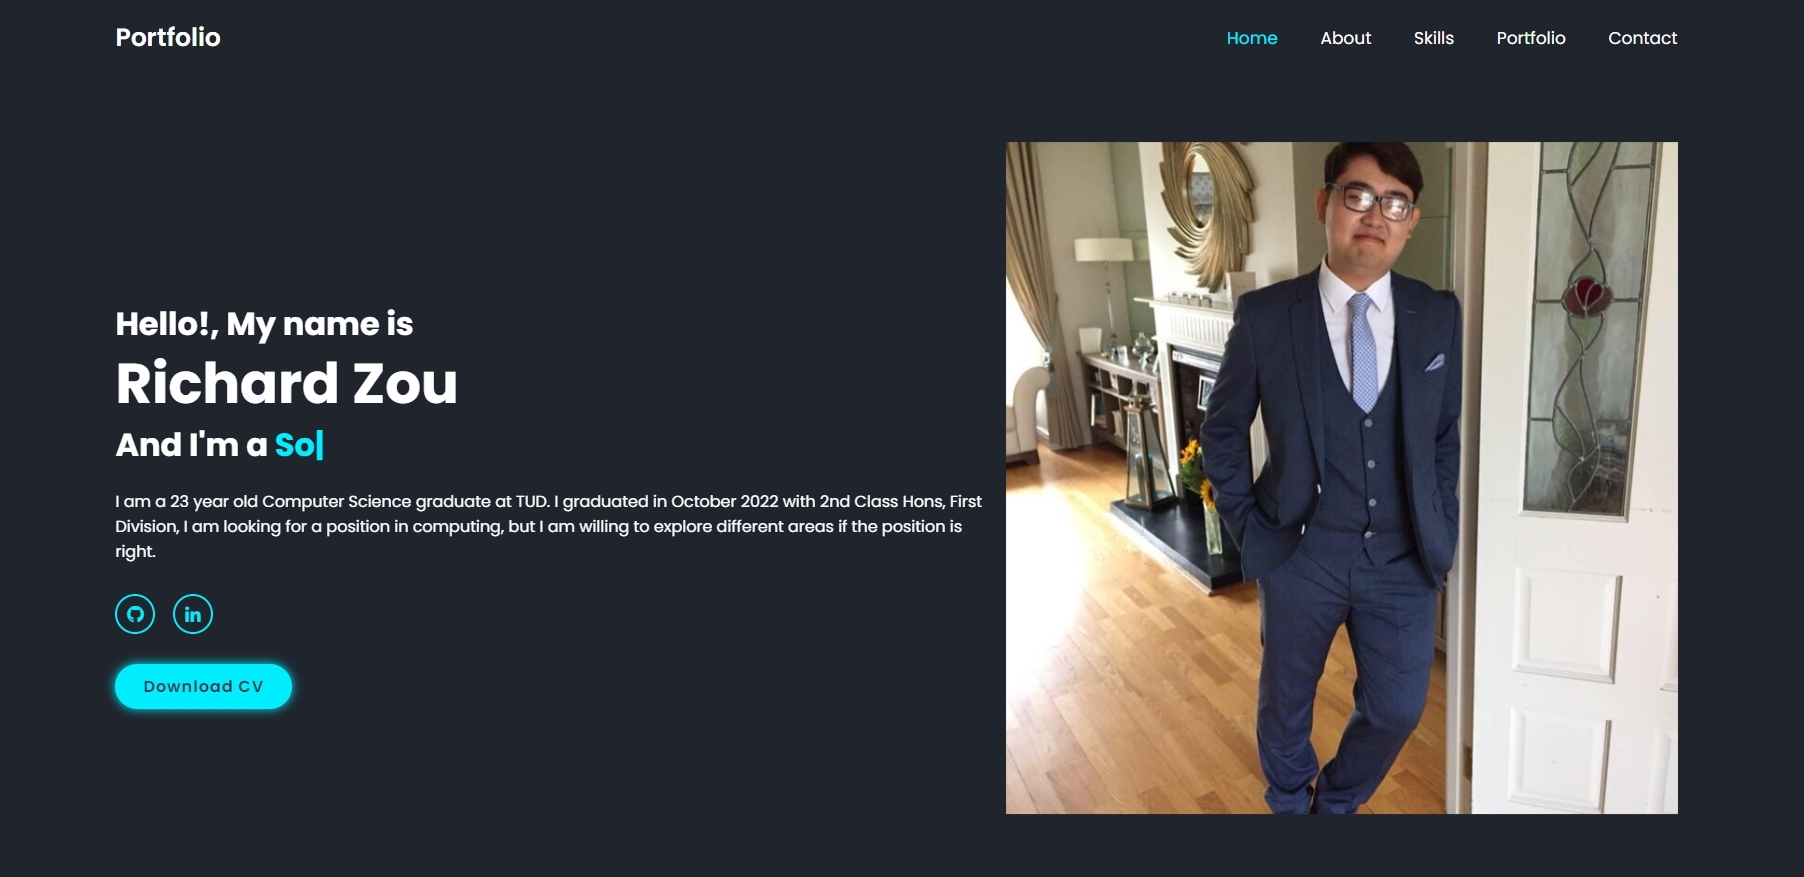 Portfolio
Home About Skills Portfolio Contact
Hello!, My name is
Richard Zou
And I'm a So|
I am a 23 year old Computer Science graduate at TUD. I graduated in October 2022 with 2nd Class Hons, First
Division, I am looking for a position in computing, but I am willing to explore different areas if the position is
right.
in
Download CV